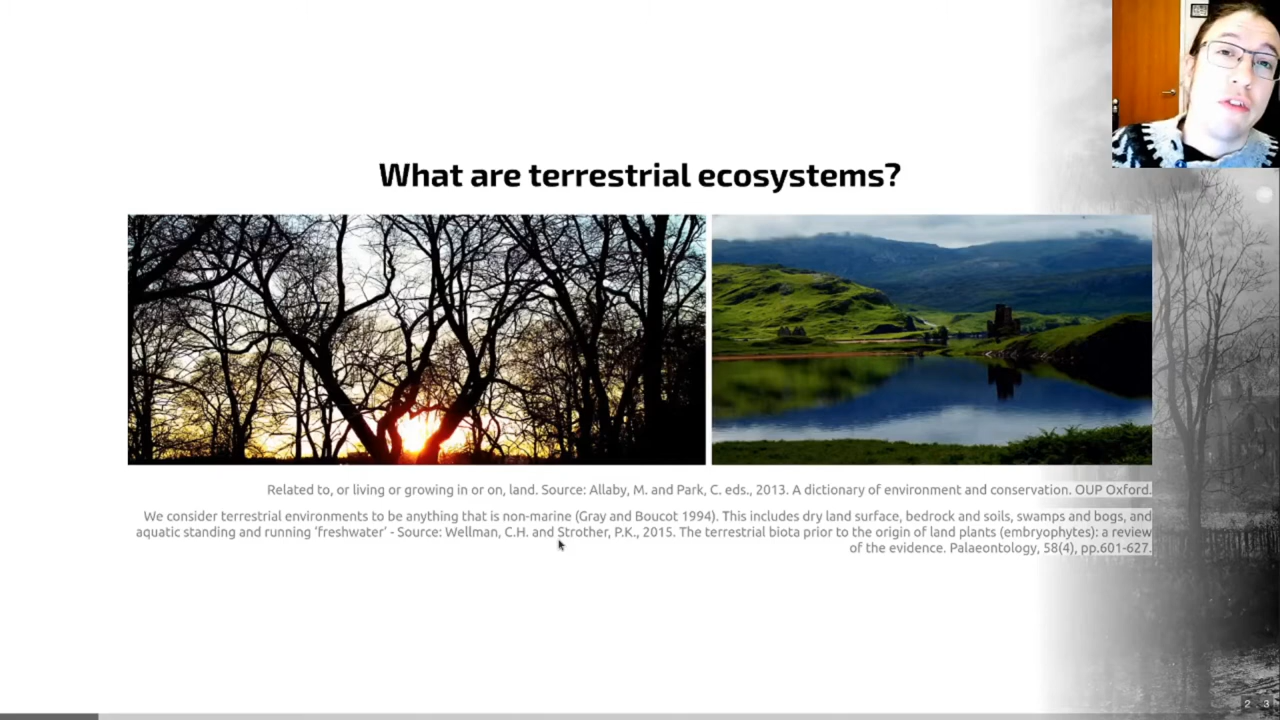 What are terrestrial ecosystems?
Related to, or living or growing in or on, land. Source: Allaby, M. and Park, C. eds., 2013. A dictionary of environment and conservation. OUP Oxford.
We consider terrestrial environments to be anything that is non-marine (Gray and Boucot 1994). This includes dry land surface, bedrock and soils, swamps and bogs, and
aquatic standing and running ‘freshwater’ - Source: Wellman, C.H. and Strother, P.K., 2015. The terrestrial biota prior to the origin of land plants (embryophytes): a review
of the evidence. Palaeontology, 58(4), pp.601-627.
2 3